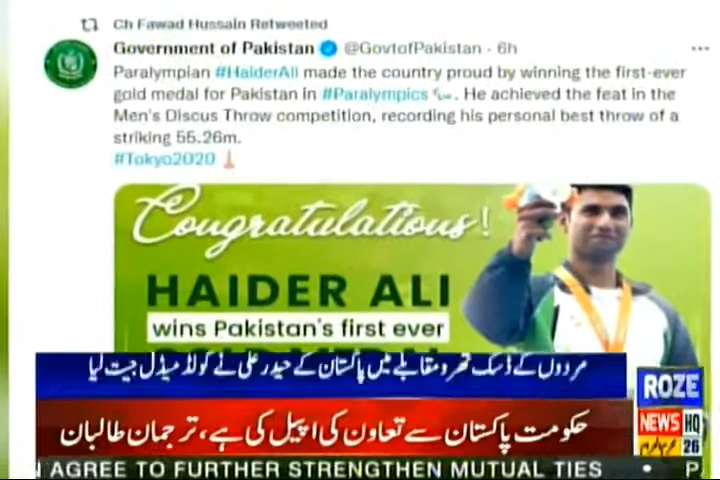 Ch Fawad Hussain Retweeted
Government of Pakistan @GovtofPakistan · 6h
Paralympian #HaiderAli made the country proud by winning the first-ever
gold medal for Pakistan in #Paralympics. He achieved the feat in the
Men's Discus Throw competition, recording his personal best throw of a
striking 55.26m.
#Tokyo2020
Congratulations!
HAIDER ALI
wins Pakistan's first ever
GOLD MEDAL
مردوں کے ڈسک تھرو مقابلے میں پاکستان کے حیدر علی نے گولڈ میڈل جیت لیا
حکومت پاکستان سے تعاون کی اپیل کی ہے، ترجمان طالبان
ROZE
NEWS HQ
26
AGREE TO FURTHER STRENGTHEN MUTUAL TIES • P